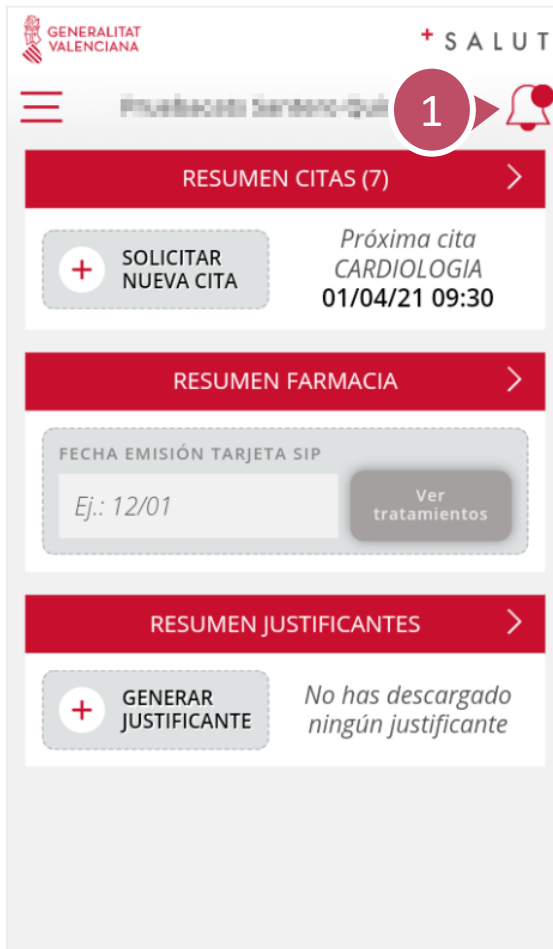 GENERALITAT
VALENCIANA
+ SALUT
1
RESUMEN CITAS (7)
SOLICITAR
NUEVA CITA
Próxima cita
CARDIOLOGIA
01/04/21 09:30
RESUMEN FARMACIA
FECHA EMISIÓN TARJETA SIP
Ej.: 12/01
Ver
tratamientos
RESUMEN JUSTIFICANTES
GENERAR
JUSTIFICANTE
No has descargado
ningún justificante